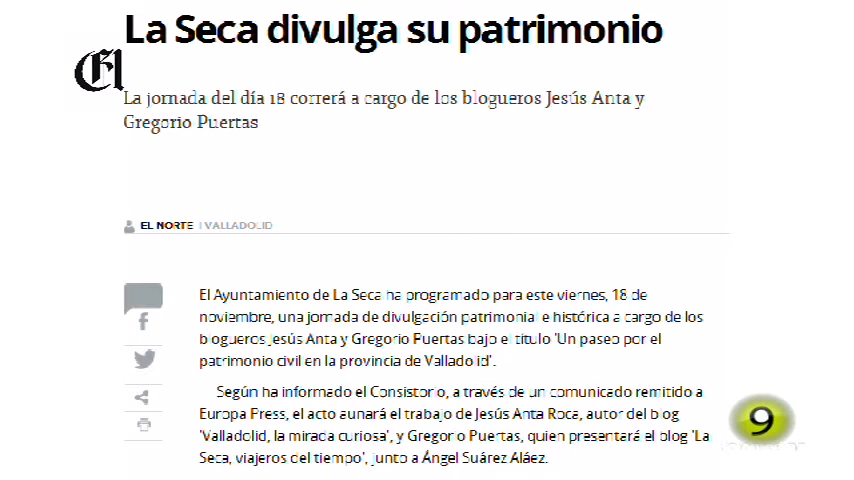 La Seca divulga su patrimonio
El
La jornada del día 18 correrá a cargo de los blogueros Jesús Anta y
Gregorio Puertas
EL NORTE | VALLADOLID
El Ayuntamiento de La Seca ha programado para este viernes, 18 de
noviembre, una jornada de divulgación patrimonial e histórica a cargo de los
blogueros Jesús Anta y Gregorio Puertas bajo el título 'Un paseo por el
patrimonio civil en la provincia de Valladolid'.
Según ha informado el Consistorio, a través de un comunicado remitido a
Europa Press, el acto aunará el trabajo de Jesús Anta Roca, autor del blog
'Valladolid, la mirada curiosa', y Gregorio Puertas, quien presentará el blog 'La
Seca, viajeros del tiempo', junto a Ángel Suárez Aláez.
9